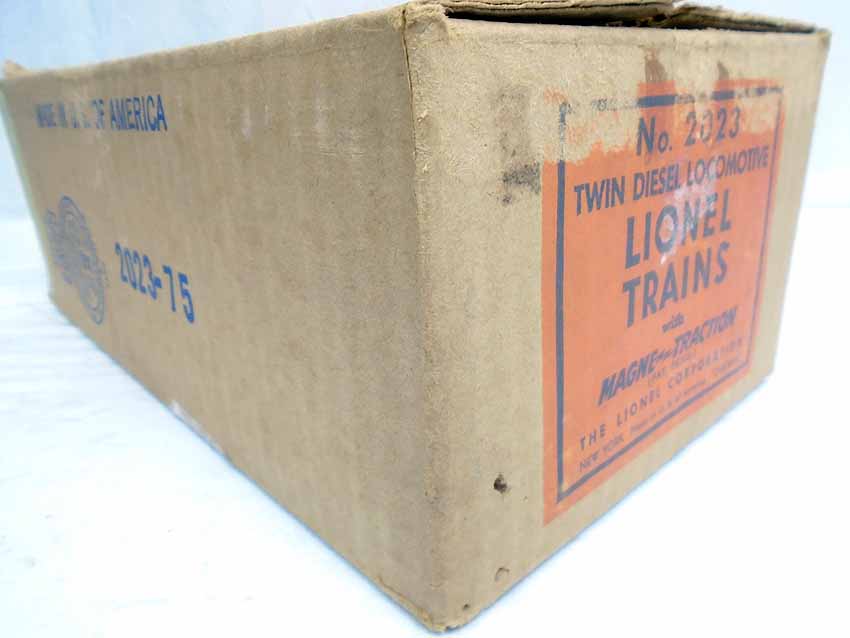 MADE IN U.S. OF AMERICA
2023-75
No. 2023
TWIN DIESEL LOCOMOTIVE
LIONEL
TRAINS
with
MAGNE-TRACTION
THE LIONEL CORPORATION
NEW YORK